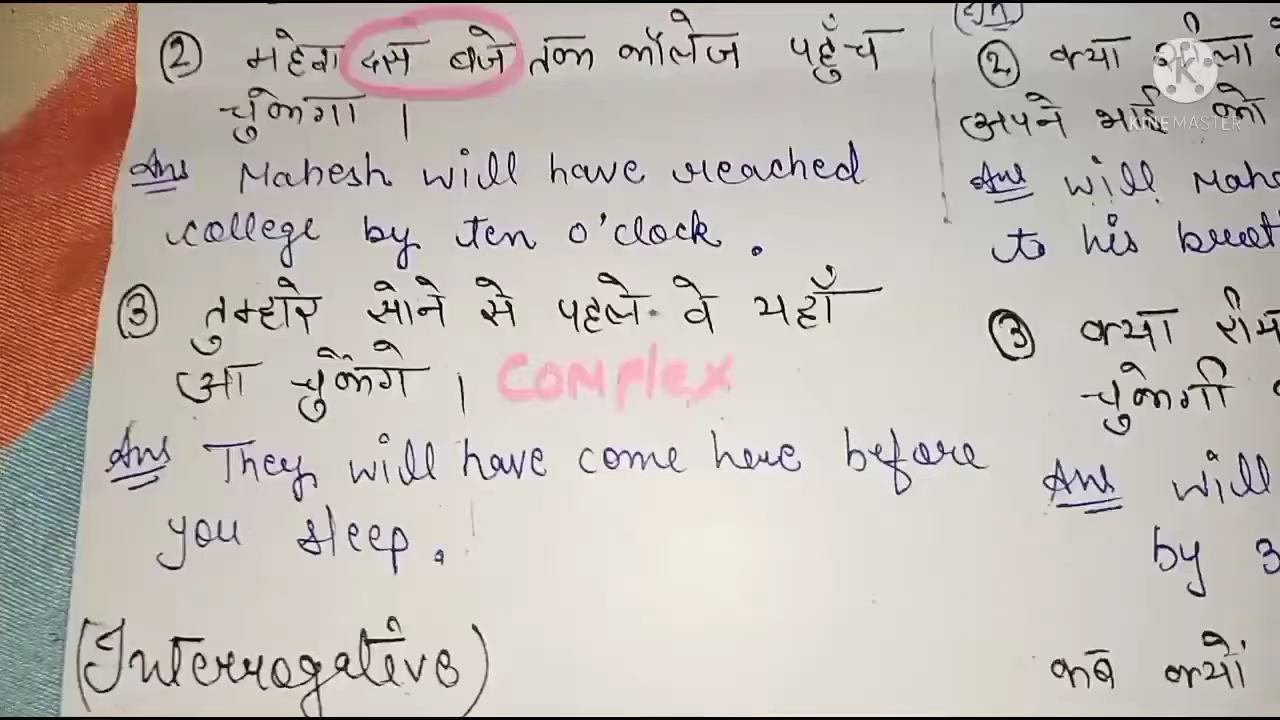 ② महेश दस बजे तक कॉलेज पहुँच
चुकेगा |
Ans Mahesh will have reached
college by ten o'clock.
③ तुम्हारे सोने से पहले वे यहाँ
आ चुकेंगे | Complex
Ans They will have come here before
you sleep.
(Interrogative)
② क्या
अपने भाई को
Ans will
to his
③ क्या
चुकेगी
Ans will
by 3
कब क्यों
KINEMASTER